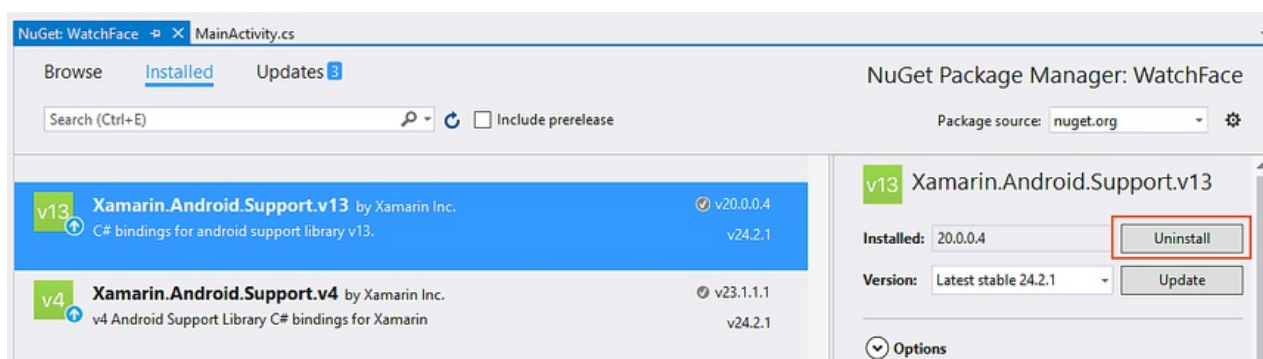 NuGet: WatchFace MainActivity.cs
Browse Installed Updates 3
NuGet Package Manager: WatchFace
Search (Ctrl+E) Include prerelease
Package source: nuget.org
v13 Xamarin.Android.Support.v13 by Xamarin Inc. v20.0.0.4
C# bindings for android support library v13. v24.2.1
v4 Xamarin.Android.Support.v4 by Xamarin Inc. v23.1.1.1
v4 Android Support Library C# bindings for Xamarin v24.2.1
v13 Xamarin.Android.Support.v13
Installed: 20.0.0.4 Uninstall
Version: Latest stable 24.2.1 Update
Options